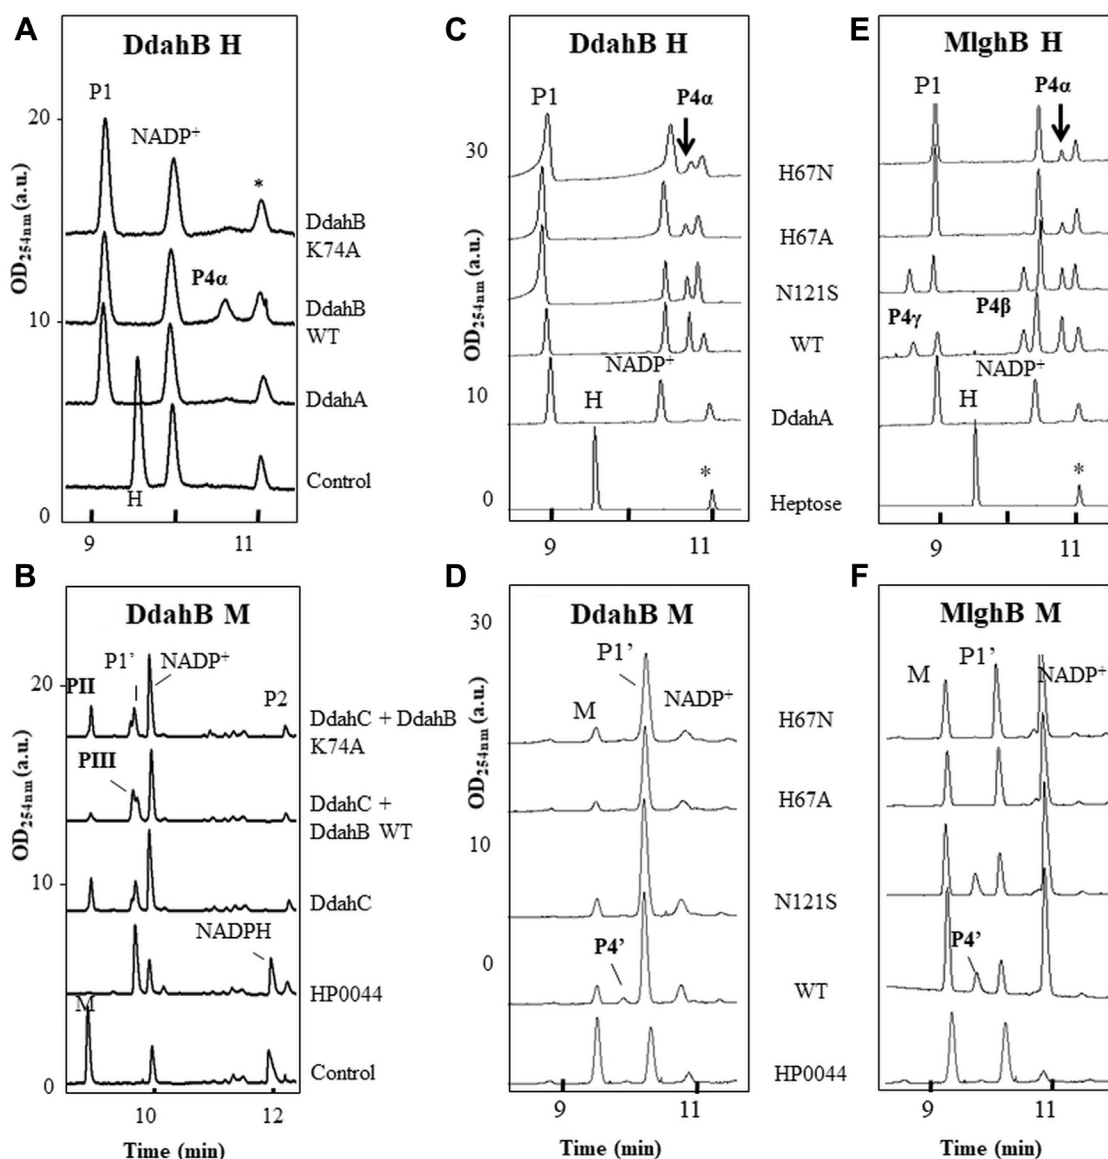 A
DdahB H
P1
20
NADP⁺
*
DdahB
K74A
P4α
DdahB
WT
10
DdahA
Control
H
0
9
11
OD254nm (a.u.)
B
DdahB M
P1’
NADP⁺
20
PII
P2
DdahC + DdahB
K74A
PIII
DdahC +
DdahB WT
10
DdahC
NADPH
HP0044
M
Control
0
10
12
OD254nm (a.u.)
Time (min)
C
DdahB H
P1
P4α
30
NADP⁺
10
H
*
0
9
11
OD254nm (a.u.)
H67N
H67A
N121S
WT
DdahA
Heptose
D
DdahB M
30
P1’
NADP⁺
M
10
P4’
0
9
11
OD254nm (a.u.)
Time (min)
H67N
H67A
N121S
WT
HP0044
E
MlghB H
P4α
P1
P4γ
P4β
NADP⁺
H
*
9
11
F
MlghB M
M
P1’
NADP⁺
P4’
9
11
Time (min)